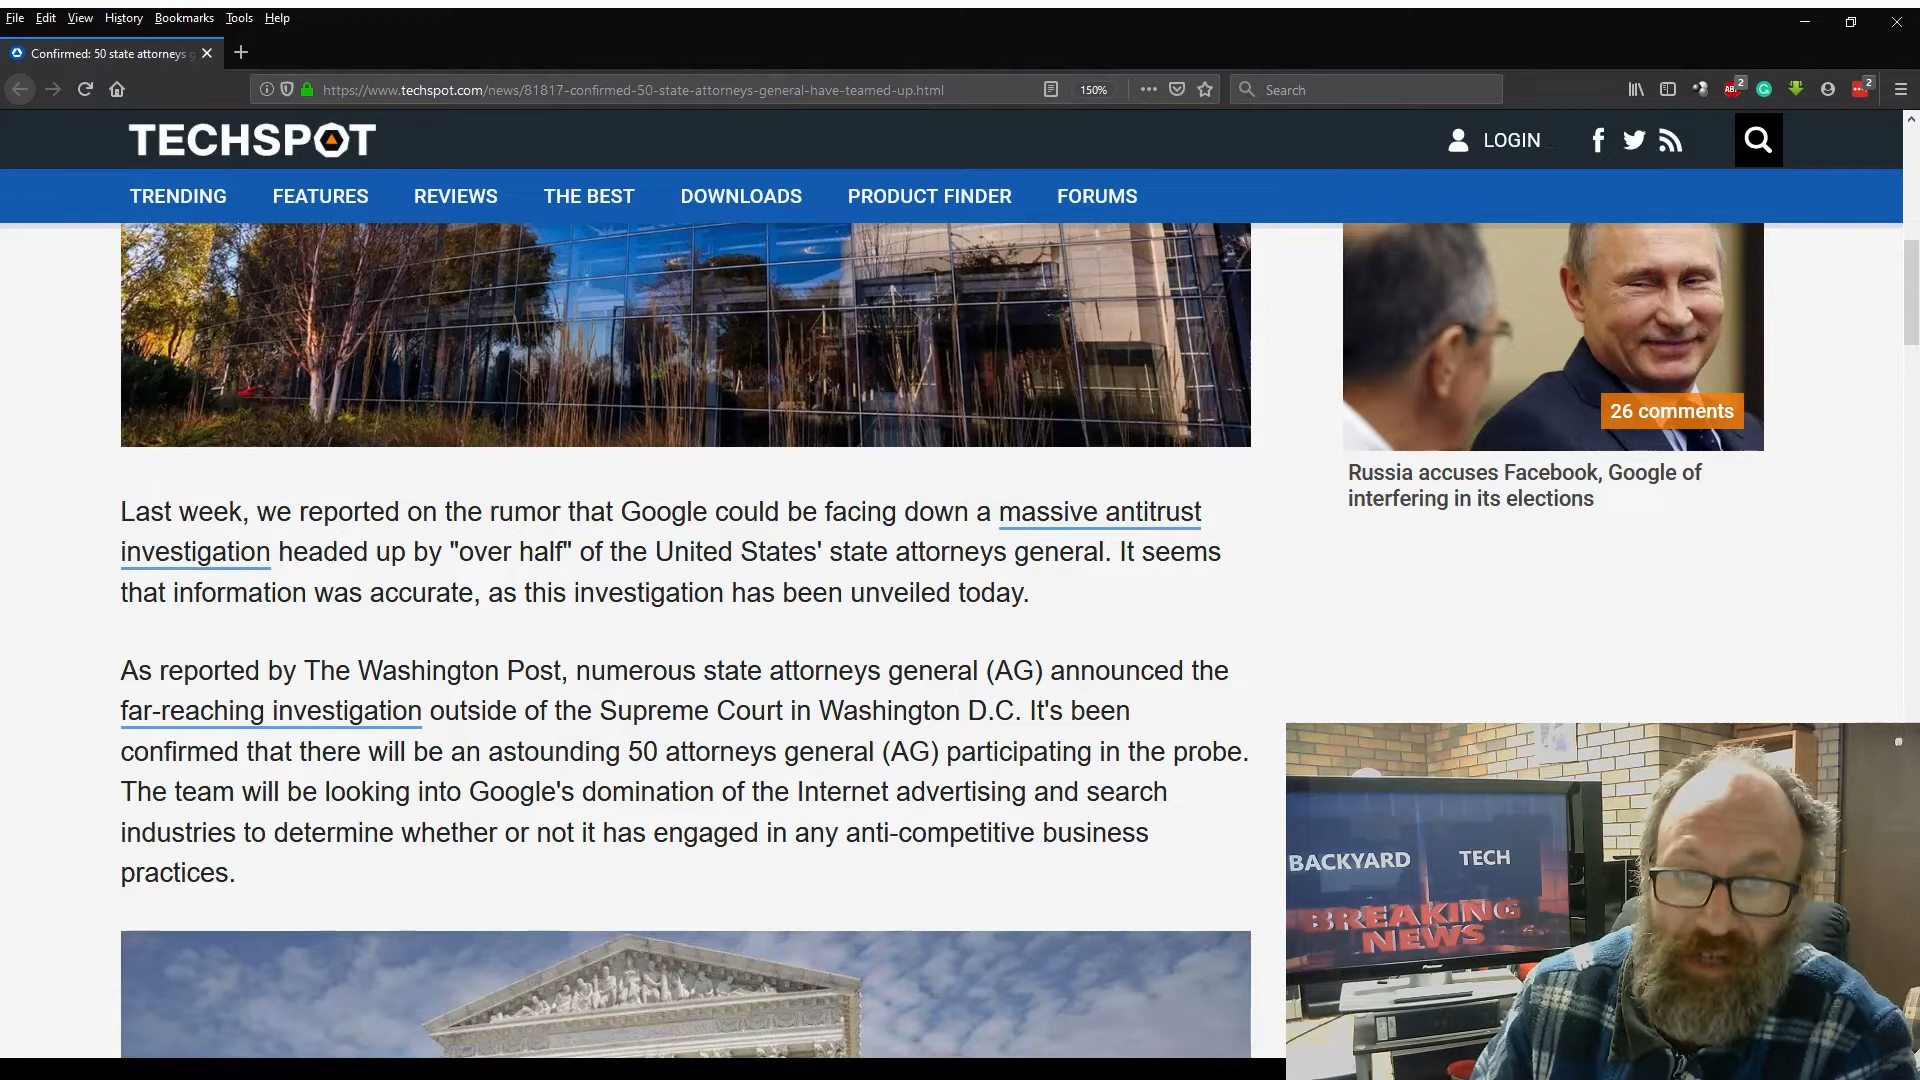 File Edit View History Bookmarks Tools Help
Confirmed: 50 state attorneys g
https://www.techspot.com/news/81817-confirmed-50-state-attorneys-general-have-teamed-up.html
150%
Search
2
2
TECHSPOT
LOGIN
TRENDING FEATURES REVIEWS THE BEST DOWNLOADS PRODUCT FINDER FORUMS
26 comments
Russia accuses Facebook, Google of
interfering in its elections
Last week, we reported on the rumor that Google could be facing down a massive antitrust
investigation headed up by "over half" of the United States' state attorneys general. It seems
that information was accurate, as this investigation has been unveiled today.
As reported by The Washington Post, numerous state attorneys general (AG) announced the
far-reaching investigation outside of the Supreme Court in Washington D.C. It's been
confirmed that there will be an astounding 50 attorneys general (AG) participating in the probe.
The team will be looking into Google's domination of the Internet advertising and search
industries to determine whether or not it has engaged in any anti-competitive business
practices.
BACKYARD TECH
BREAKING
NEWS
Pioneer